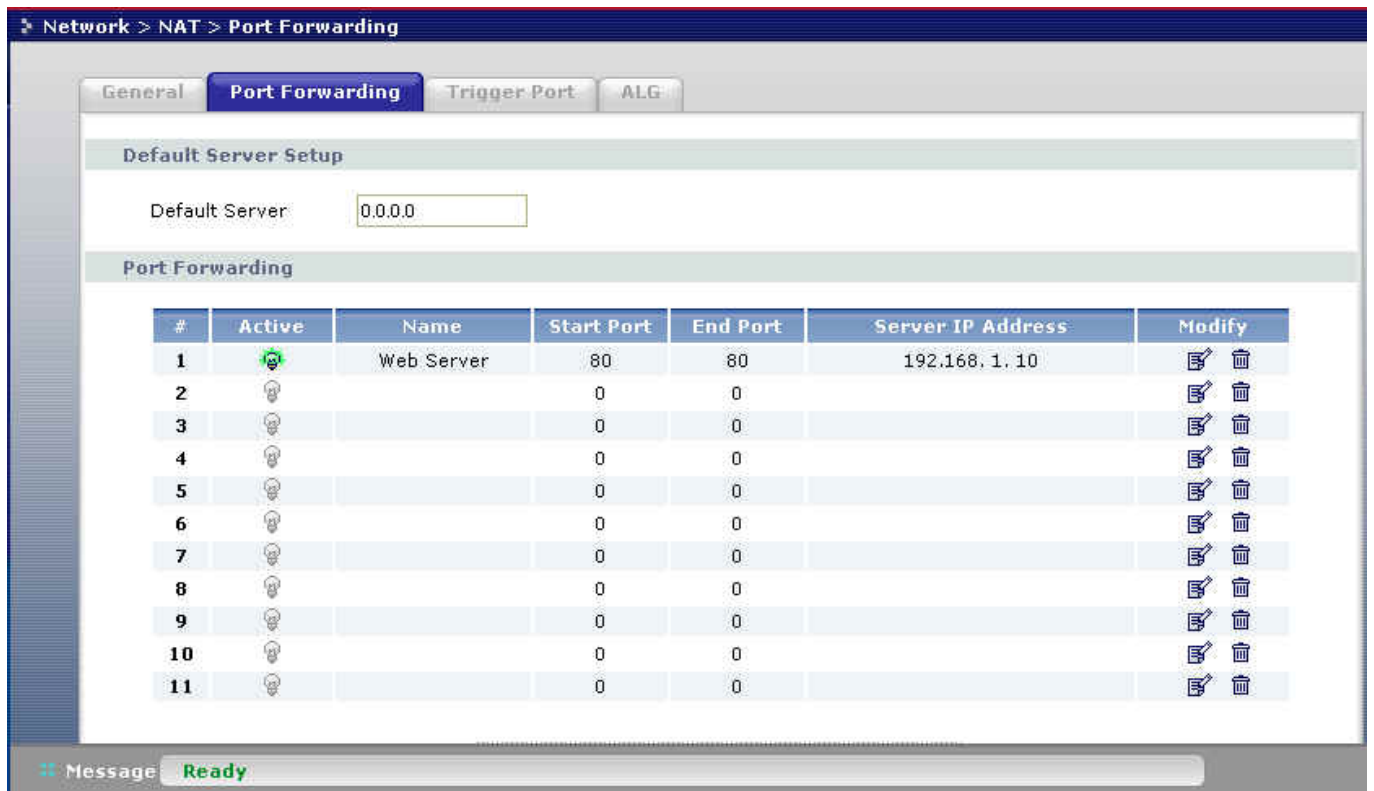 Network > NAT > Port Forwarding
General Port Forwarding Trigger Port ALG
Default Server Setup
Default Server 0.0.0.0
Port Forwarding
# Active Name Start Port End Port Server IP Address Modify
1 Web Server 80 80 192.168. 1. 10
2 0 0
3 0 0
4 0 0
5 0 0
6 0 0
7 0 0
8 0 0
9 0 0
10 0 0
11 0 0
Message Ready